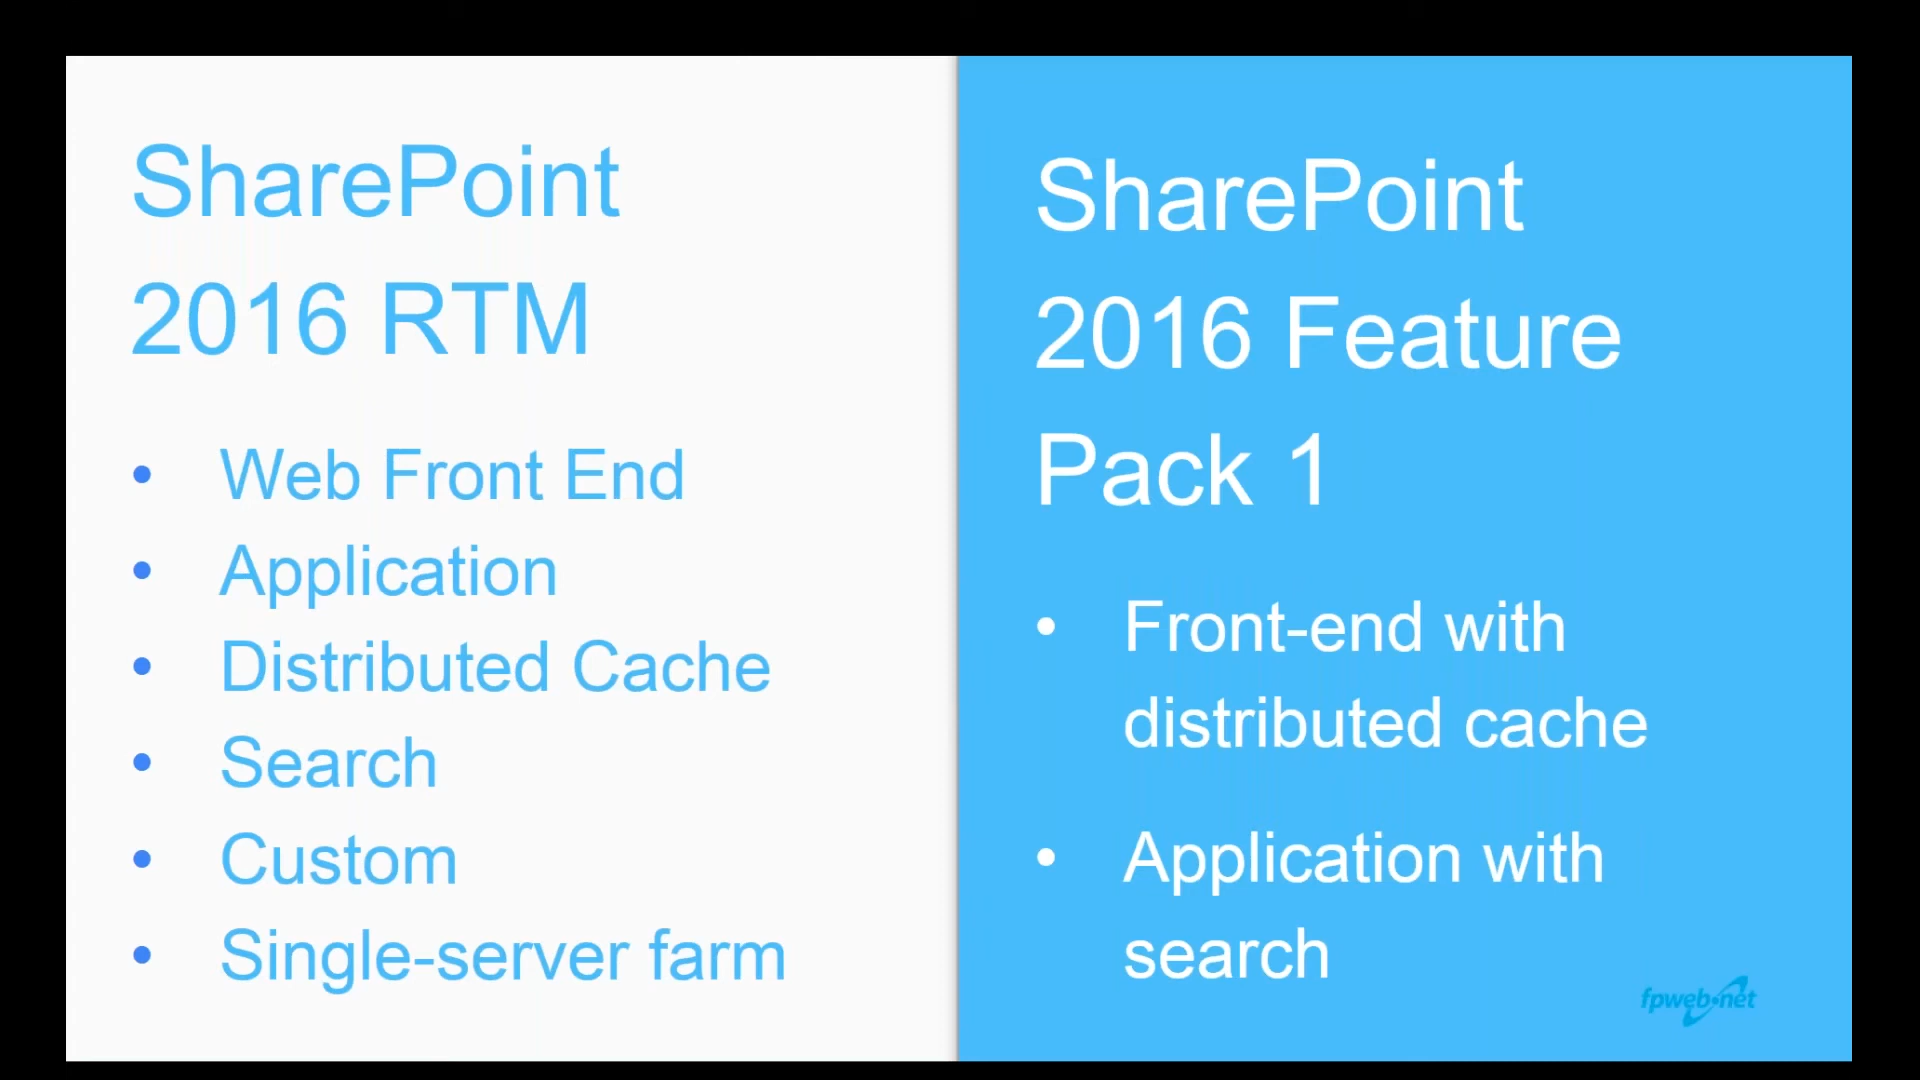 SharePoint
2016 RTM
• Web Front End
• Application
• Distributed Cache
• Search
• Custom
• Single-server farm
SharePoint
2016 Feature
Pack 1
• Front-end with
distributed cache
• Application with
search
fpweb•net